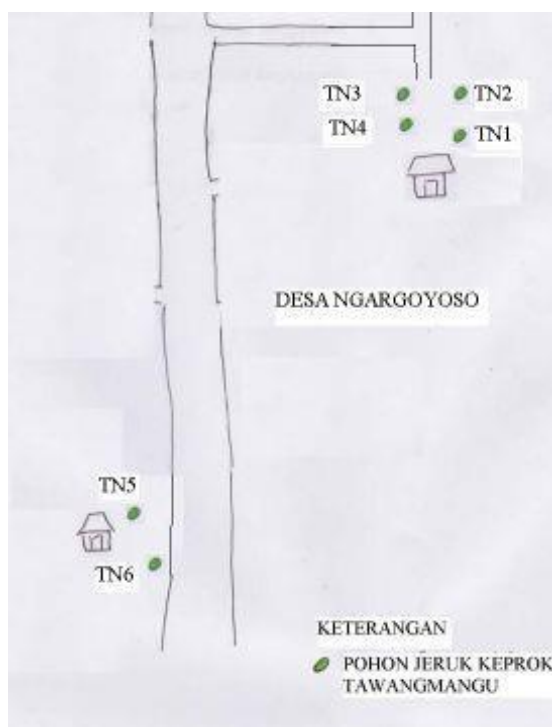 TN3
TN2
TN4
TN1
DESA NGARGOYOSO
TN5
TN6
KETERANGAN
POHON JERUK KEPROK
TAWANGMANGU